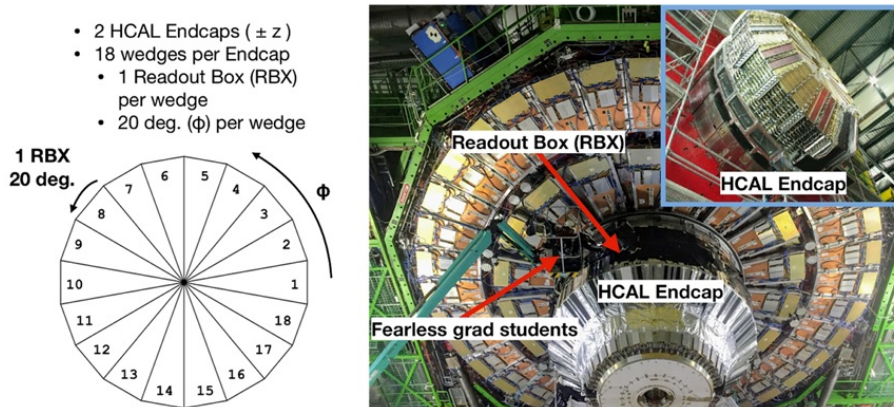 • 2 HCAL Endcaps ( ± z )
• 18 wedges per Endcap
• 1 Readout Box (RBX)
per wedge
• 20 deg. (ϕ) per wedge
1 RBX
20 deg.
ϕ
6
5
7
4
8
3
9
2
10
1
11
18
12
17
13
16
14
15
Readout Box (RBX)
HCAL Endcap
HCAL Endcap
Fearless grad students